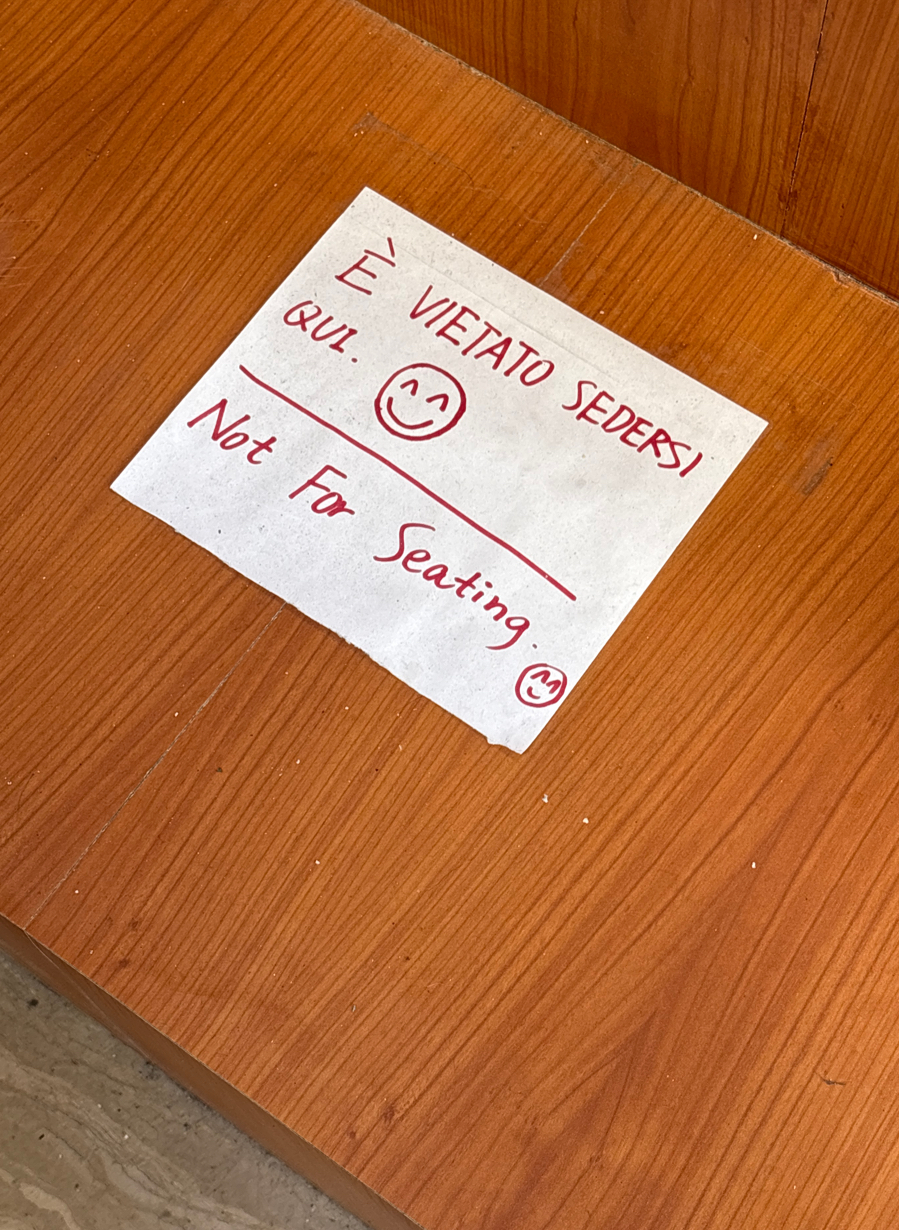 È VIETATO SEDERSI
QUI.
Not For Seating.